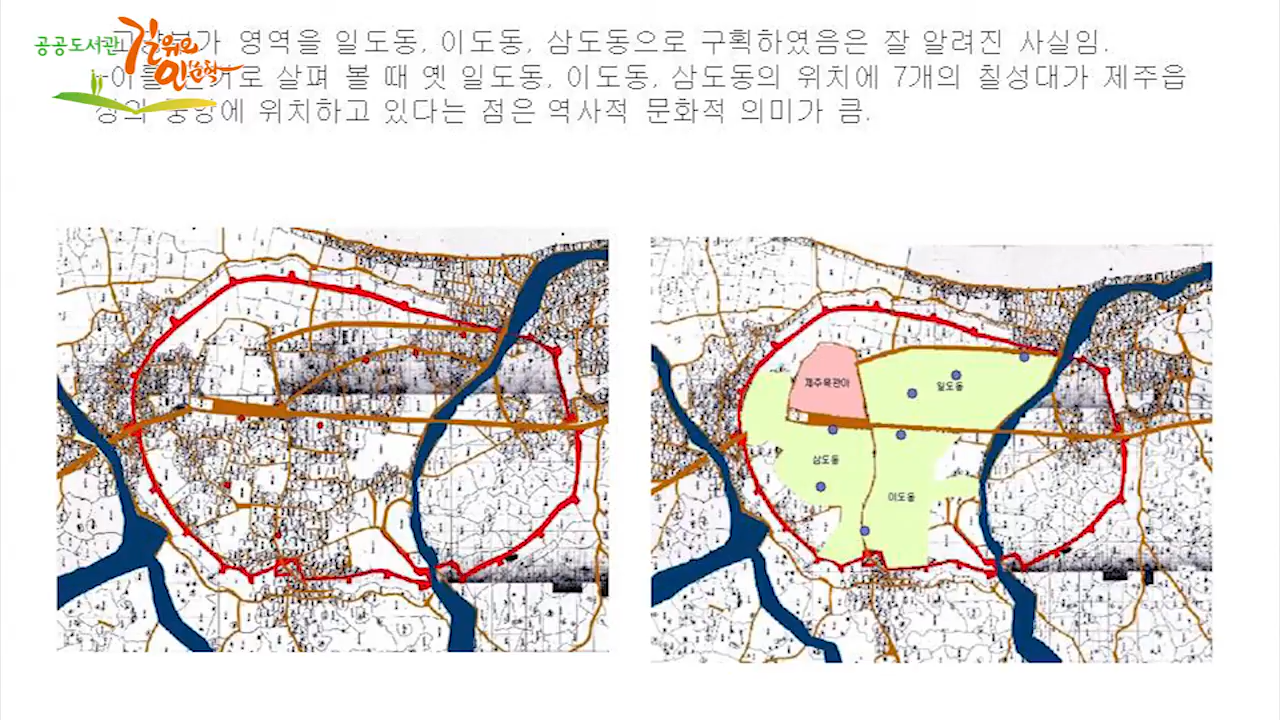 공공도서관
길 위의
인문학
영역을 일도동, 이도동, 삼도동으로 구획하였음은 잘 알려진 사실임.
-이를 살펴 볼 때 옛 일도동, 이도동, 삼도동의 위치에 7개의 칠성대가 제주읍
중앙에 위치하고 있다는 점은 역사적 문화적 의미가 큼.
제주목관아
일도동
삼도동
이도동